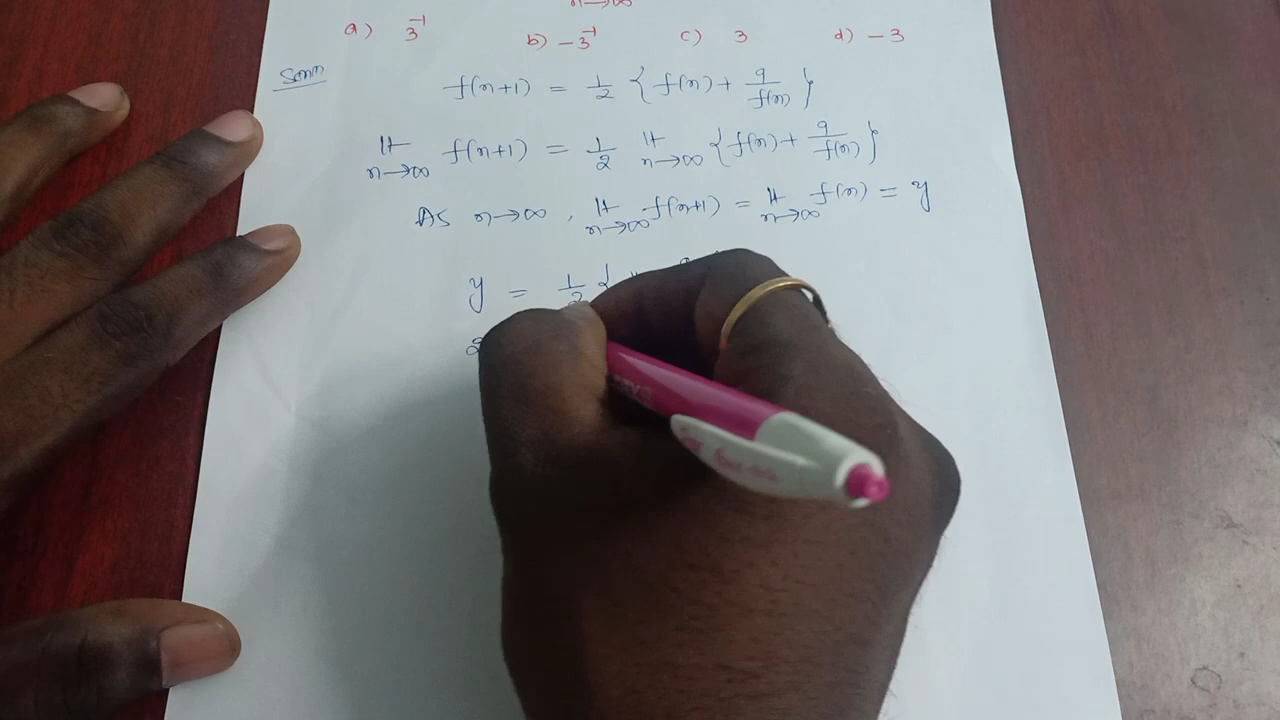 n→∞
a) 3⁻¹ b) -3⁻¹ c) 3 d) -3
Soln
f(n+1) = 1/2 { f(n) + 9/f(n) }
lt n→∞ f(n+1) = 1/2 lt n→∞ { f(n) + 9/f(n) }
As n→∞, lt n→∞ f(n+1) = lt n→∞ f(n) = y
y = 1/2 {
2